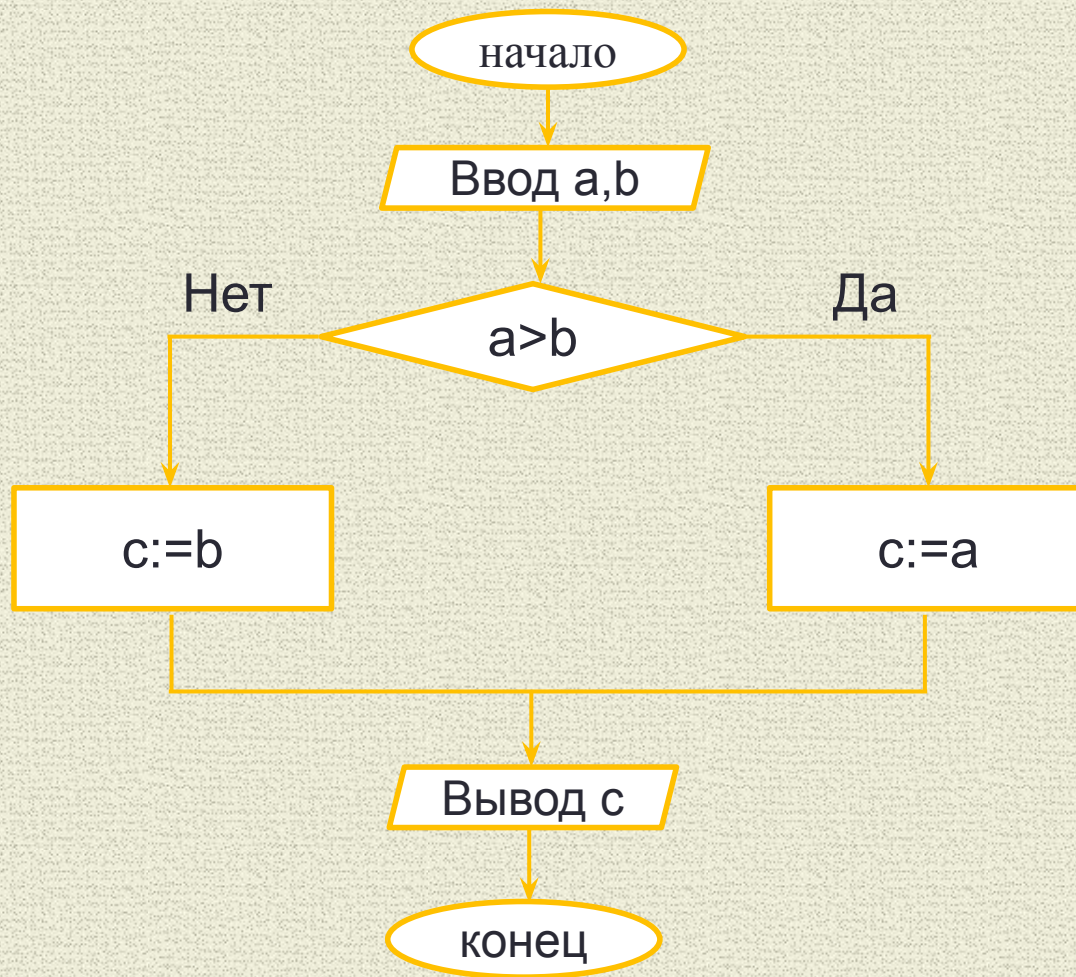 начало
Ввод a,b
Нет
Да
a>b
c:=b
c:=a
Вывод c
конец